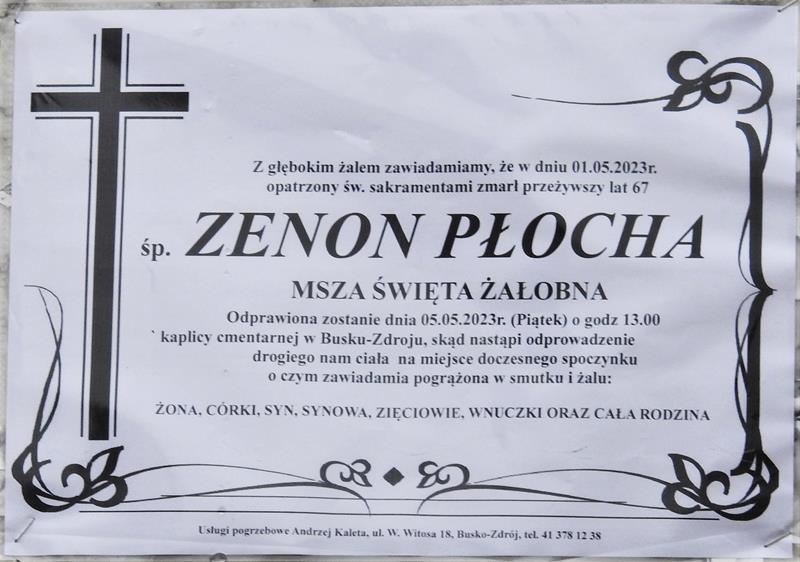 Z głębokim żalem zawiadamiamy, że w dniu 01.05.2023r.
opatrzony św. sakramentami zmarł przeżywszy lat 67
śp. ZENON PŁOCHA
MSZA ŚWIĘTA ŻAŁOBNA
Odprawiona zostanie dnia 05.05.2023r. (Piątek) o godz 13.00
` kaplicy cmentarnej w Busku-Zdroju, skąd nastąpi odprowadzenie
drogiego nam ciała na miejsce doczesnego spoczynku
o czym zawiadamia pogrążona w smutku i żalu:
ŻONA, CÓRKI, SYN, SYNOWA, ZIĘCIOWIE, WNUCZKI ORAZ CAŁA RODZINA
Usługi pogrzebowe Andrzej Kaleta, ul. W. Witosa 18, Busko-Zdrój, tel. 41 378 12 38